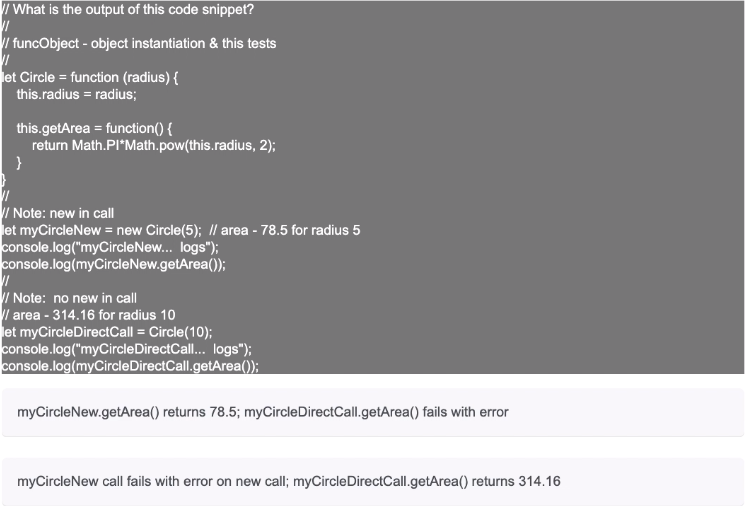 // What is the output of this code snippet?
//
// funcObject - object instantiation & this tests
//
let Circle = function (radius) {
this.radius = radius;
this.getArea = function() {
return Math.PI*Math.pow(this.radius, 2);
}
}
//
// Note: new in call
let myCircleNew = new Circle(5);  // area - 78.5 for radius 5
console.log("myCircleNew...  logs");
console.log(myCircleNew.getArea());
//
// Note:  no new in call
// area - 314.16 for radius 10
let myCircleDirectCall = Circle(10);
console.log("myCircleDirectCall...  logs");
console.log(myCircleDirectCall.getArea());
myCircleNew.getArea() returns 78.5; myCircleDirectCall.getArea() fails with error
myCircleNew call fails with error on new call; myCircleDirectCall.getArea() returns 314.16